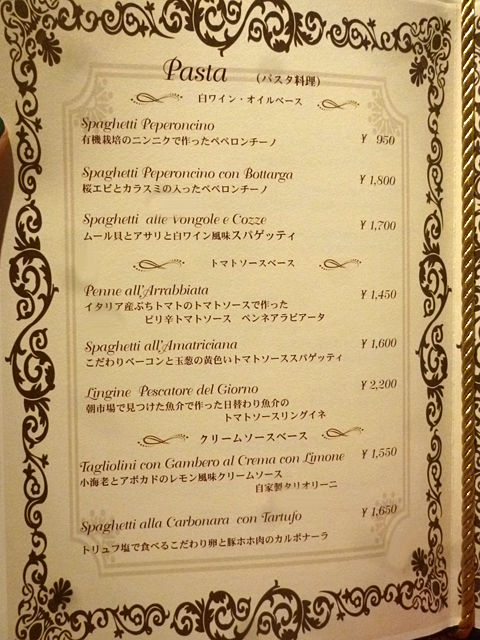 Pasta (パスタ料理)
白ワイン・オイルベース
Spaghetti Peperoncino
有機栽培のニンニクで作ったペペロンチーノ ¥ 950
Spaghetti Peperoncino con Bottarga
桜エビとカラスミの入ったペペロンチーノ ¥ 1,800
Spaghetti alle vongole e Cozze
ムール貝とアサリと白ワイン風味スパゲッティ ¥ 1,700
トマトソースベース
Penne all'Arrabbiata ¥ 1,450
イタリア産ぷちトマトのトマトソースで作った
ピリ辛トマトソース ペンネアラビアータ
Spaghetti all'Amatriciana ¥ 1,600
こだわりベーコンと玉葱の黄色いトマトソーススパゲッティ
Lingine Pescatore del Giorno ¥ 2,200
朝市場で見つけた魚介で作った日替わり魚介の
トマトソースリングイネ
クリームソースベース
Tagliolini con Gambero al Crema con Limone ¥ 1,550
小海老とアボカドのレモン風味クリームソース
自家製タリオリーニ
Spaghetti alla Carbonara con Tartufo ¥ 1,650
トリュフ塩で食べるこだわり卵と豚ホホ肉のカルボナーラ